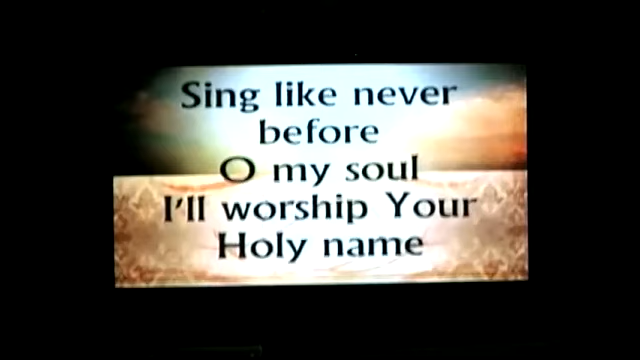 Sing like never
before
O my soul
I'll worship Your
Holy name